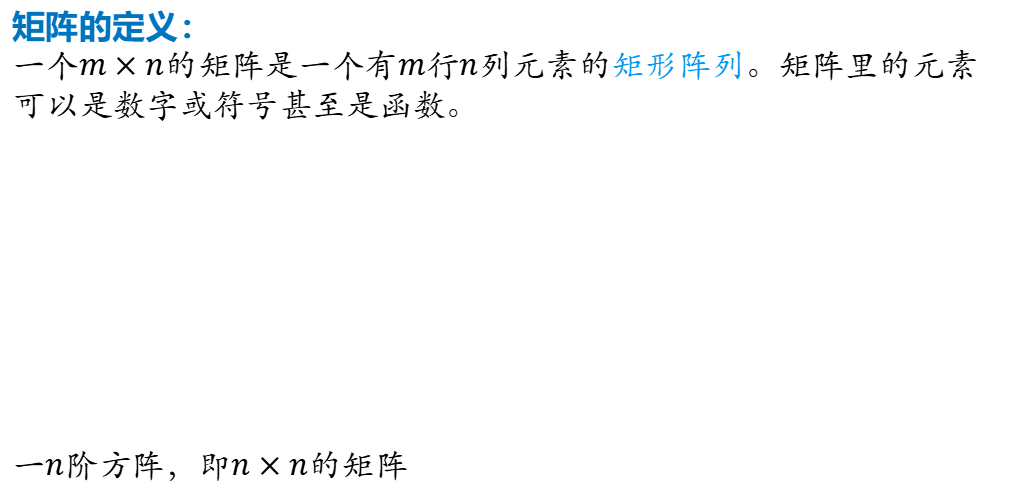 矩阵的定义：
一个m × n的矩阵是一个有m行n列元素的矩形阵列。矩阵里的元素
可以是数字或符号甚至是函数。
一n阶方阵，即n × n的矩阵